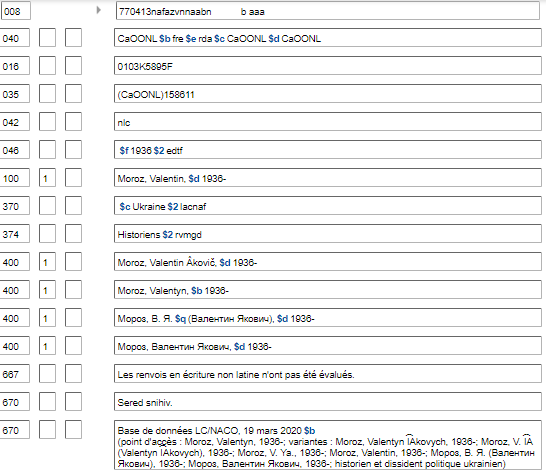 008 770413nafazvnnaabn b aaa
040 CaOONL $b fre $e rda $c CaOONL $d CaOONL
016 0103K5895F
035 (CaOONL)158611
042 nlc
046 $f 1936 $2 edtf
100 1 Moroz, Valentin, $d 1936-
370 $c Ukraine $2 lacnaf
374 Historiens $2 rvmgd
400 1 Moroz, Valentin Âkovič, $d 1936-
400 1 Moroz, Valentyn, $b 1936-
400 1 Мороз, В. Я. $q (Валентин Якович), $d 1936-
400 1 Мороз, Валентин Якович, $d 1936-
667 Les renvois en écriture non latine n'ont pas été évalués.
670 Sered snihiv.
670 Base de données LC/NACO, 19 mars 2020 $b
(point d'accès : Moroz, Valentyn, 1936-; variantes : Moroz, Valentyn I͡Akovych, 1936-; Moroz, V. I͡A
(Valentyn I͡Akovych), 1936-; Moroz, V. Ya., 1936-; Moroz, Valentin, 1936-; Мороз, В. Я. (Валентин
Якович), 1936-; Мороз, Валентин Якович, 1936-; historien et dissident politique ukrainien)